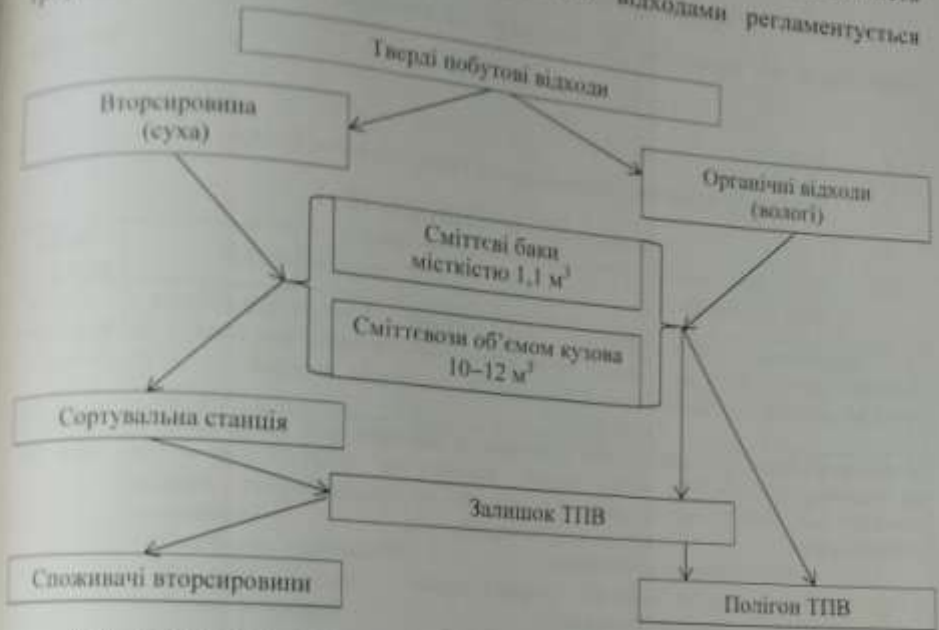 відходами регламентується
Тверді побутові відходи
Вторсировина
(суха)
Органічні відходи
(вологі)
Сміттєві баки
місткістю 1,1 м³
Сміттєвози об'ємом кузова
10–12 м³
Сортувальна станція
Залишок ТПВ
Споживачі вторсировини
Полігон ТПВ